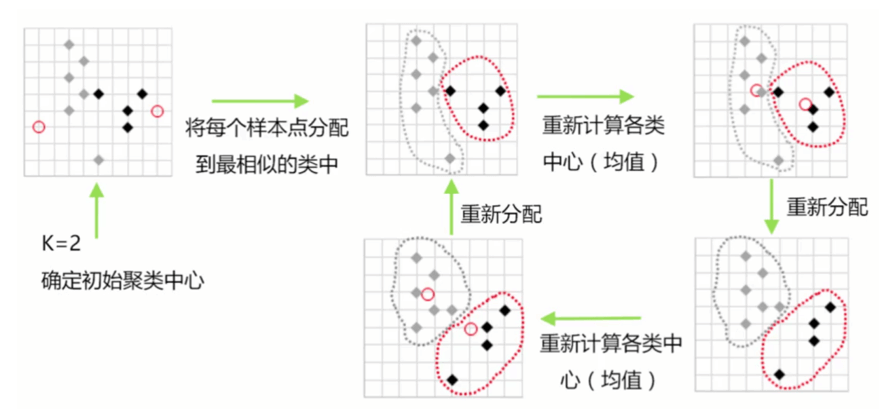 将每个样本点分配
到最相似的类中
重新计算各类
中心（均值）
重新分配
重新分配
K=2
确定初始聚类中心
重新计算各类中
心（均值）